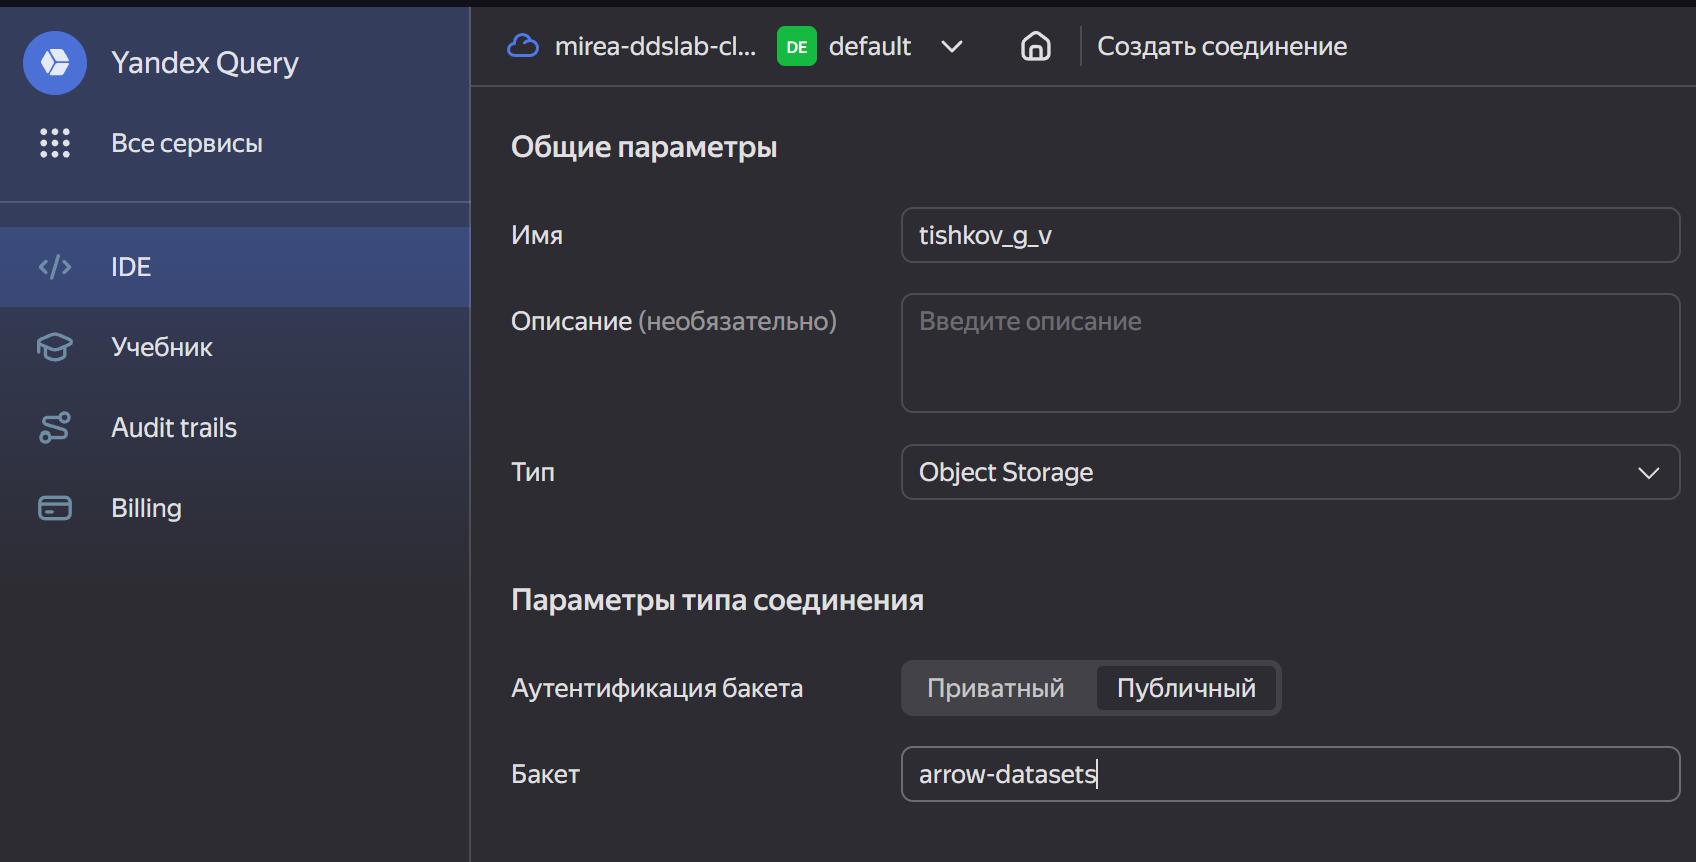 Yandex Query
Все сервисы
IDE
Учебник
Audit trails
Billing
mirea-ddslab-cl... DE default Создать соединение
Общие параметры
Имя tishkov_g_v
Описание (необязательно) Введите описание
Тип Object Storage
Параметры типа соединения
Аутентификация бакета Приватный Публичный
Бакет arrow-datasets